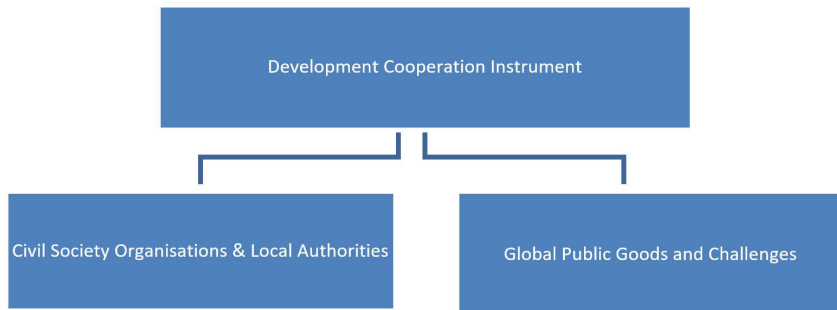 Development Cooperation Instrument
Civil Society Organisations & Local Authorities
Global Public Goods and Challenges